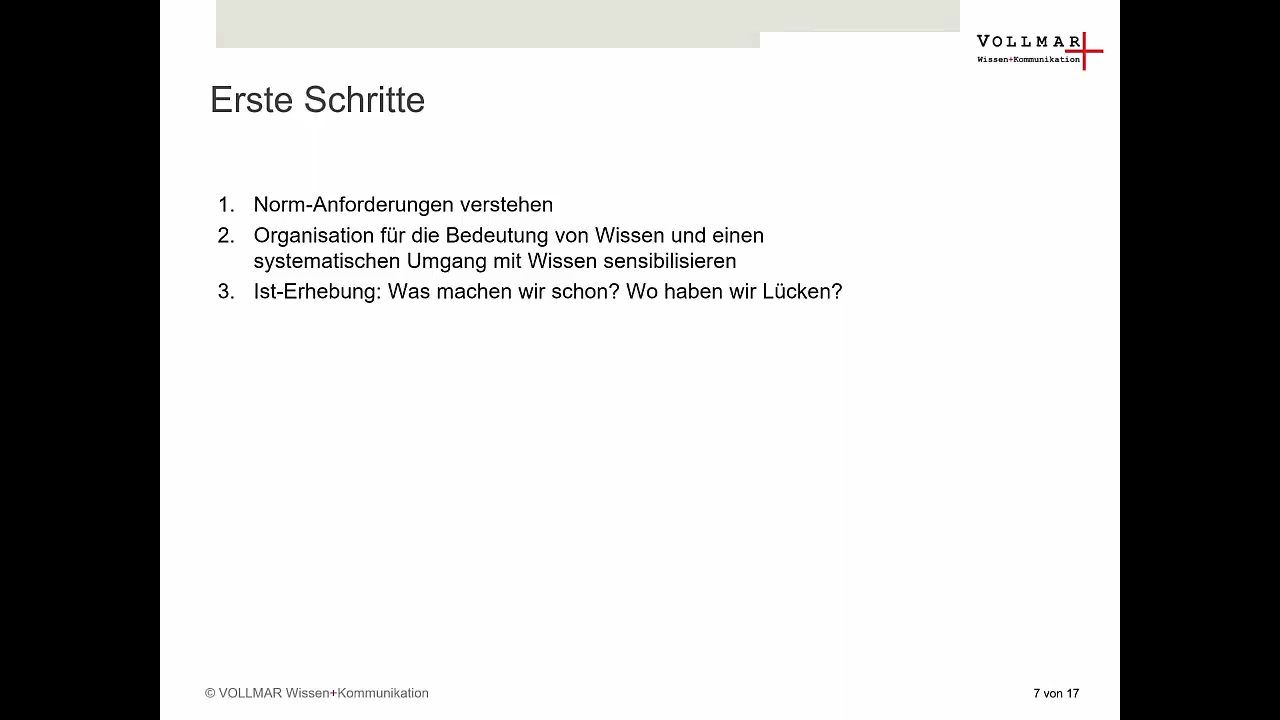 VOLLMAR
Wissen+Kommunikation
Erste Schritte
1. Norm-Anforderungen verstehen
2. Organisation für die Bedeutung von Wissen und einen
systematischen Umgang mit Wissen sensibilisieren
3. Ist-Erhebung: Was machen wir schon? Wo haben wir Lücken?
© VOLLMAR Wissen+Kommunikation
7 von 17